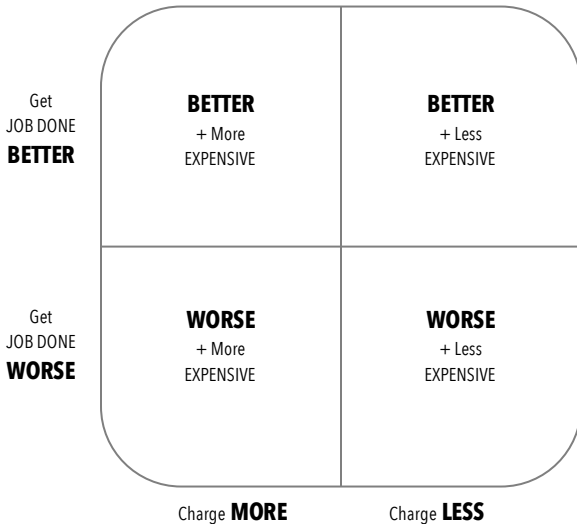 Get
JOB DONE
BETTER
BETTER
+ More
EXPENSIVE
BETTER
+ Less
EXPENSIVE
Get
JOB DONE
WORSE
WORSE
+ More
EXPENSIVE
WORSE
+ Less
EXPENSIVE
Charge MORE
Charge LESS